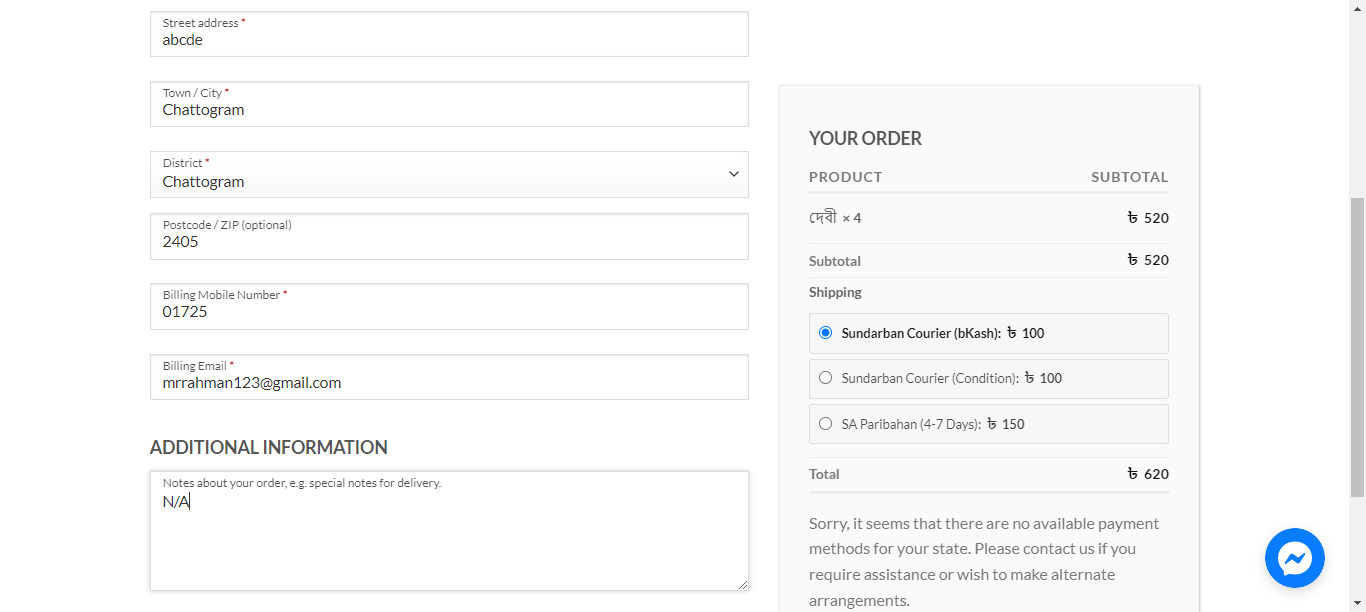 Street address *
abcde
Town / City *
Chattogram
District *
Chattogram
Postcode / ZIP (optional)
2405
Billing Mobile Number *
01725
Billing Email *
mrrahman123@gmail.com
ADDITIONAL INFORMATION
Notes about your order, e.g. special notes for delivery.
N/A
YOUR ORDER
PRODUCT SUBTOTAL
দেবী × 4 ৳ 520
Subtotal ৳ 520
Shipping
Sundarban Courier (bKash): ৳ 100
Sundarban Courier (Condition): ৳ 100
SA Paribahan (4-7 Days): ৳ 150
Total ৳ 620
Sorry, it seems that there are no available payment
methods for your state. Please contact us if you
require assistance or wish to make alternate
arrangements.